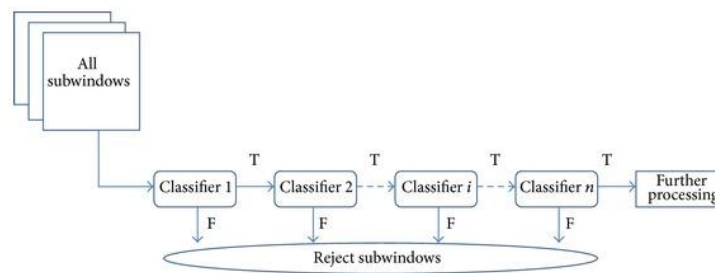 All
subwindows
T
T
T
T
Classifier 1
Classifier 2
Classifier i
Classifier n
Further
processing
F
F
F
F
Reject subwindows